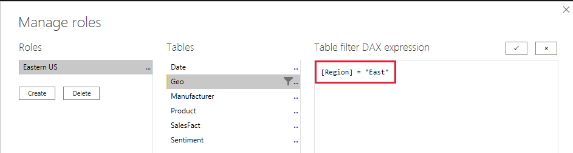 Manage roles
Roles
Tables
Table filter DAX expression
Eastern US
...
Create
Delete
Date
...
Geo
...
Manufacturer
...
Product
...
SalesFact
...
Sentiment
...
[Region] = "East"